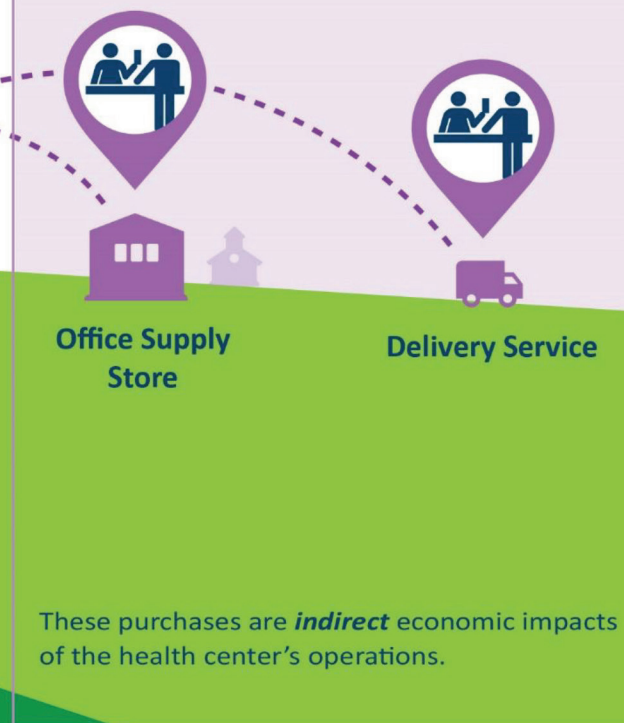 Office Supply
Store
Delivery Service
These purchases are indirect economic impacts
of the health center's operations.